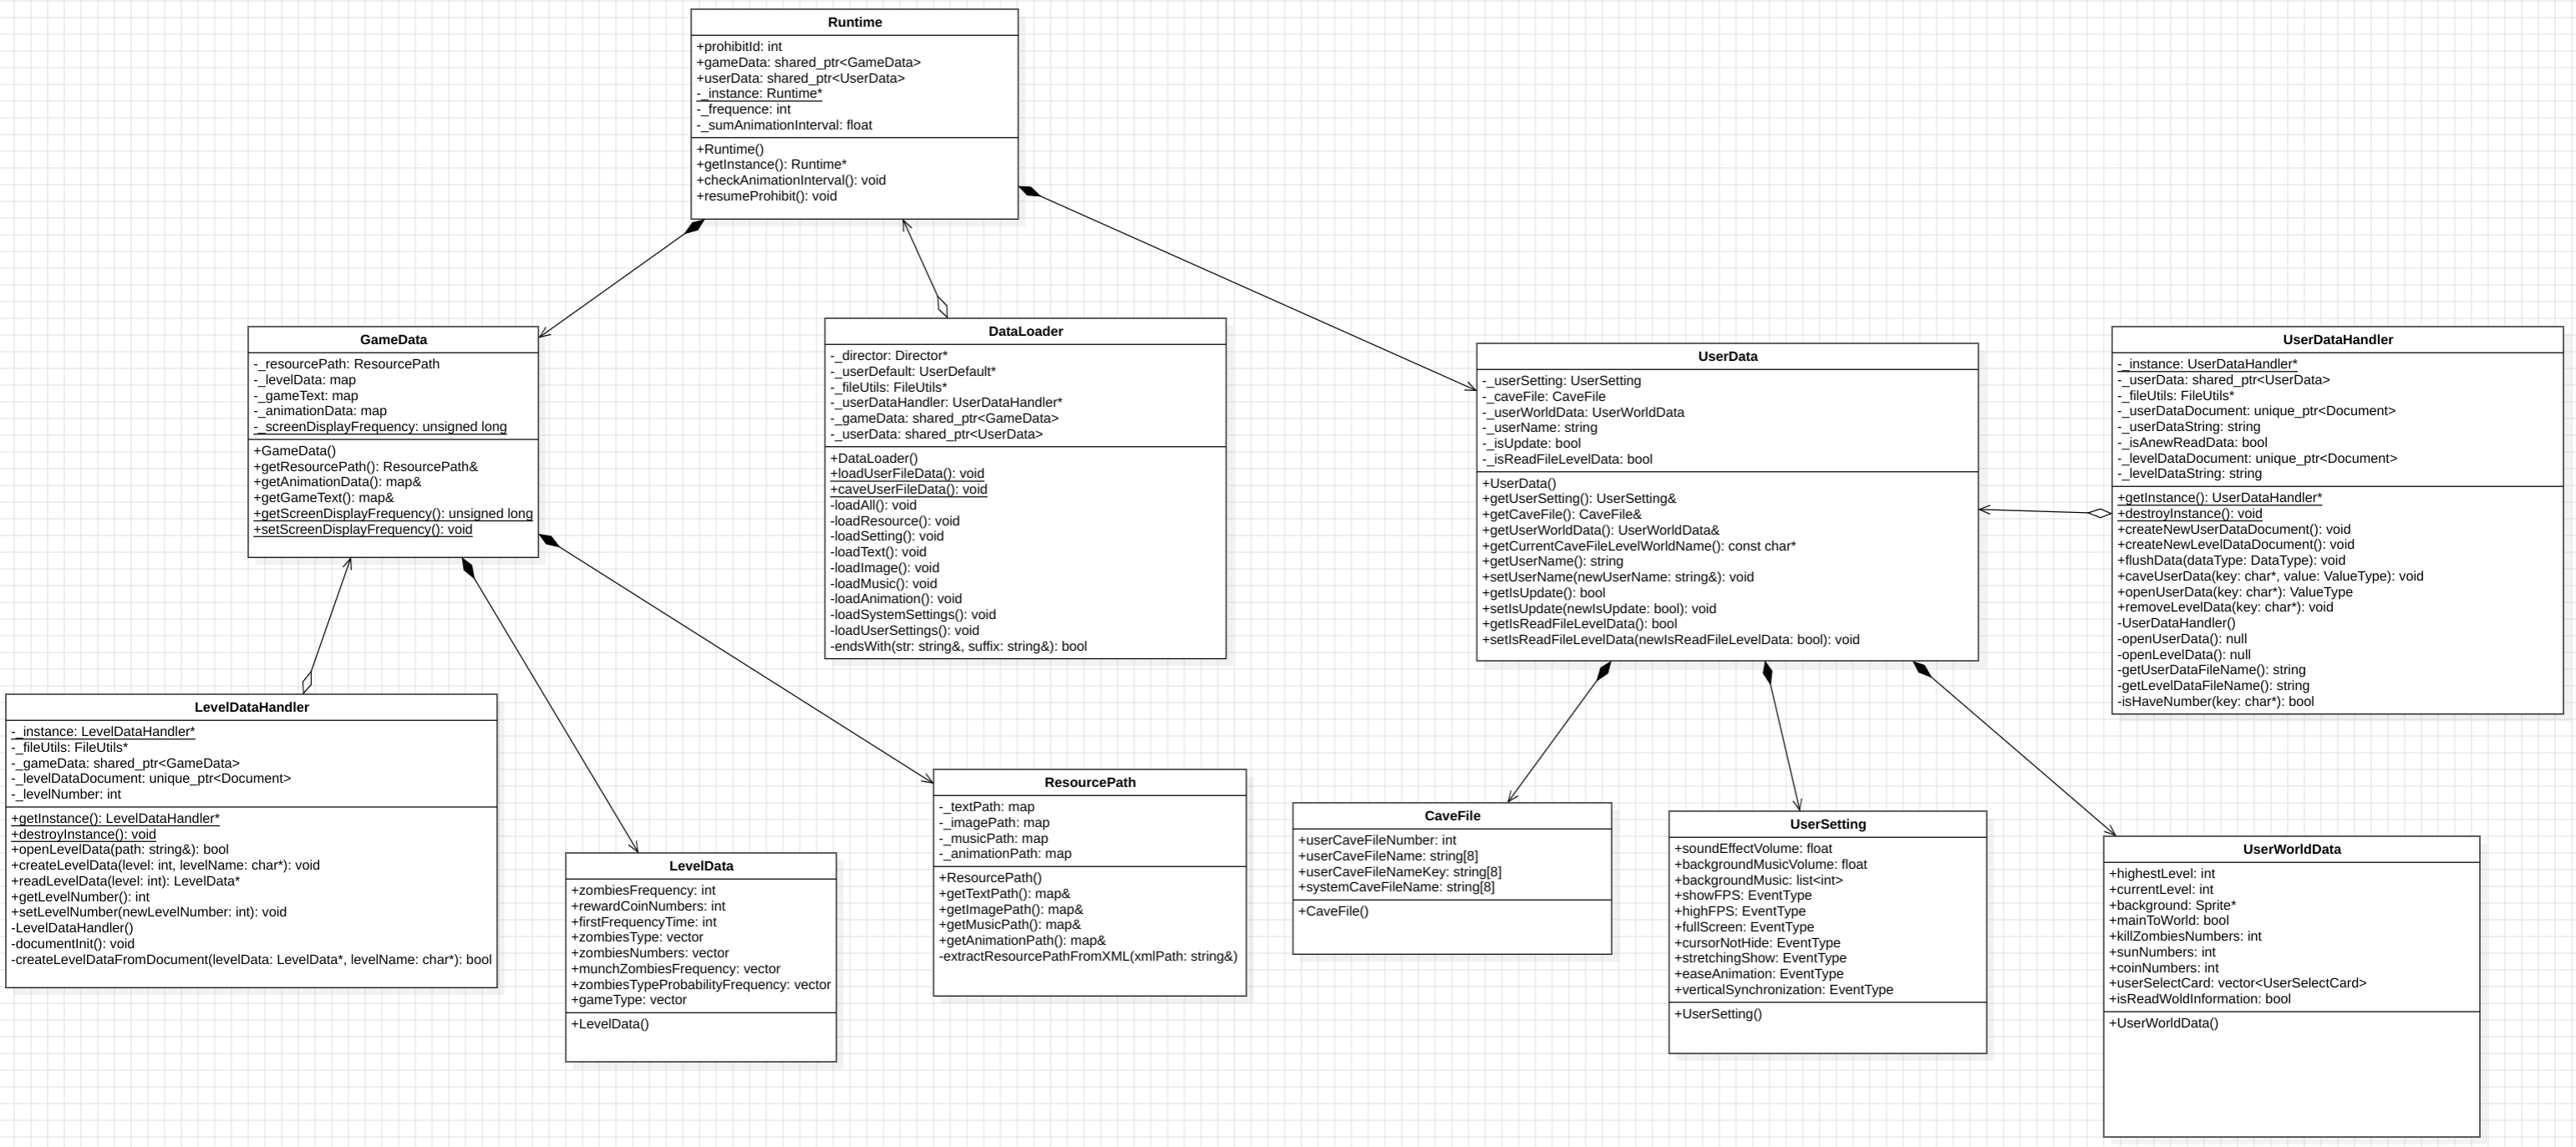 Runtime
+prohibitId: int
+gameData: shared_ptr<GameData>
+userData: shared_ptr<UserData>
-_instance: Runtime*
-_frequence: int
-_sumAnimationInterval: float
+Runtime()
+getInstance(): Runtime*
+checkAnimationInterval(): void
+resumeProhibit(): void
GameData
-_resourcePath: ResourcePath
-_levelData: map
-_gameText: map
-_animationData: map
-_screenDisplayFrequency: unsigned long
+GameData()
+getResourcePath(): ResourcePath&
+getAnimationData(): map&
+getGameText(): map&
+getScreenDisplayFrequency(): unsigned long
+setScreenDisplayFrequency(): void
DataLoader
-_director: Director*
-_userDefault: UserDefault*
-_fileUtils: FileUtils*
-_userDataHandler: UserDataHandler*
-_gameData: shared_ptr<GameData>
-_userData: shared_ptr<UserData>
+DataLoader()
+loadUserFileData(): void
+caveUserFileData(): void
-loadAll(): void
-loadResource(): void
-loadSetting(): void
-loadText(): void
-loadImage(): void
-loadMusic(): void
-loadAnimation(): void
-loadSystemSettings(): void
-loadUserSettings(): void
-endsWith(str: string&, suffix: string&): bool
UserData
-_userSetting: UserSetting
-_caveFile: CaveFile
-_userWorldData: UserWorldData
-_userName: string
-_isUpdate: bool
-_isReadFileLevelData: bool
+UserData()
+getUserSetting(): UserSetting&
+getCaveFile(): CaveFile&
+getUserWorldData(): UserWorldData&
+getCurrentCaveFileLevelWorldName(): const char*
+getUserName(): string
+setUserName(newUserName: string&): void
+getIsUpdate(): bool
+setIsUpdate(newIsUpdate: bool): void
+getIsReadFileLevelData(): bool
+setIsReadFileLevelData(newIsReadFileLevelData: bool): void
UserDataHandler
-_instance: UserDataHandler*
-_userData: shared_ptr<UserData>
-_fileUtils: FileUtils*
-_userDataDocument: unique_ptr<Document>
-_userDataString: string
-_isAnewReadData: bool
-_levelDataDocument: unique_ptr<Document>
-_levelDataString: string
+getInstance(): UserDataHandler*
+destroyInstance(): void
+createNewUserDataDocument(): void
+createNewLevelDataDocument(): void
+flushData(dataType: DataType): void
+caveUserData(key: char*, value: ValueType): void
+openUserData(key: char*): ValueType
+removeLevelData(key: char*): void
-UserDataHandler()
-openUserData(): null
-openLevelData(): null
-getUserDataFileName(): string
-getLevelDataFileName(): string
-isHaveNumber(key: char*): bool
LevelDataHandler
-_instance: LevelDataHandler*
-_fileUtils: FileUtils*
-_gameData: shared_ptr<GameData>
-_levelDataDocument: unique_ptr<Document>
-_levelNumber: int
+getInstance(): LevelDataHandler*
+destroyInstance(): void
+openLevelData(path: string&): bool
+createLevelData(level: int, levelName: char*): void
+readLevelData(level: int): LevelData*
+getLevelNumber(): int
+setLevelNumber(newLevelNumber: int): void
-LevelDataHandler()
-documentInit(): void
-createLevelDataFromDocument(levelData: LevelData*, levelName: char*): bool
LevelData
+zombiesFrequency: int
+rewardCoinNumbers: int
+firstFrequencyTime: int
+zombiesType: vector
+zombiesNumbers: vector
+munchZombiesFrequency: vector
+zombiesTypeProbabilityFrequency: vector
+gameType: vector
+LevelData()
ResourcePath
-_textPath: map
-_imagePath: map
-_musicPath: map
-_animationPath: map
+ResourcePath()
+getTextPath(): map&
+getImagePath(): map&
+getMusicPath(): map&
+getAnimationPath(): map&
-extractResourcePathFromXML(xmlPath: string&)
CaveFile
+userCaveFileNumber: int
+userCaveFileName: string[8]
+userCaveFileNameKey: string[8]
+systemCaveFileName: string[8]
+CaveFile()
UserSetting
+soundEffectVolume: float
+backgroundMusicVolume: float
+backgroundMusic: list<int>
+showFPS: EventType
+highFPS: EventType
+fullScreen: EventType
+cursorNotHide: EventType
+stretchingShow: EventType
+easeAnimation: EventType
+verticalSynchronization: EventType
+UserSetting()
UserWorldData
+highestLevel: int
+currentLevel: int
+background: Sprite*
+mainToWorld: bool
+killZombiesNumbers: int
+sunNumbers: int
+coinNumbers: int
+userSelectCard: vector<UserSelectCard>
+isReadWoldInformation: bool
+UserWorldData()